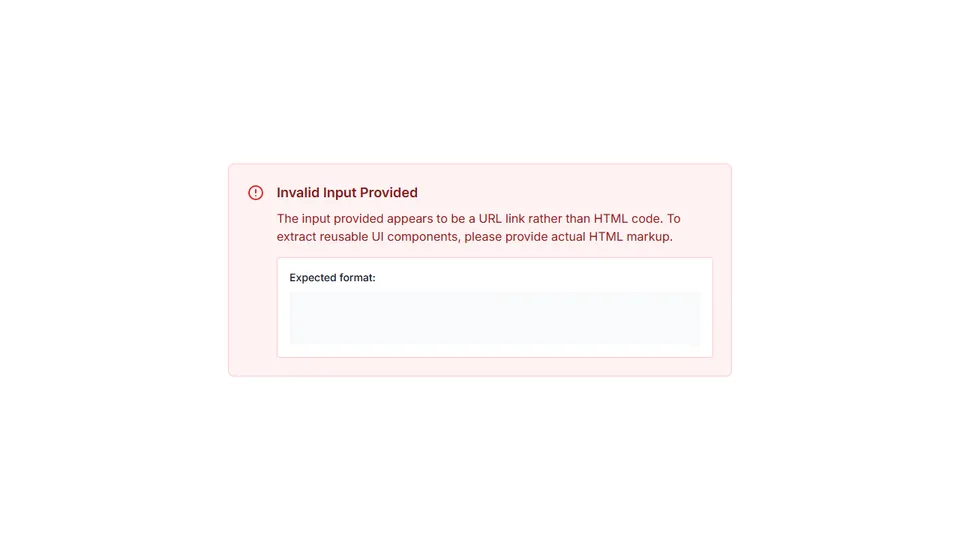 Invalid Input Provided
The input provided appears to be a URL link rather than HTML code. To
extract reusable UI components, please provide actual HTML markup.
Expected format: